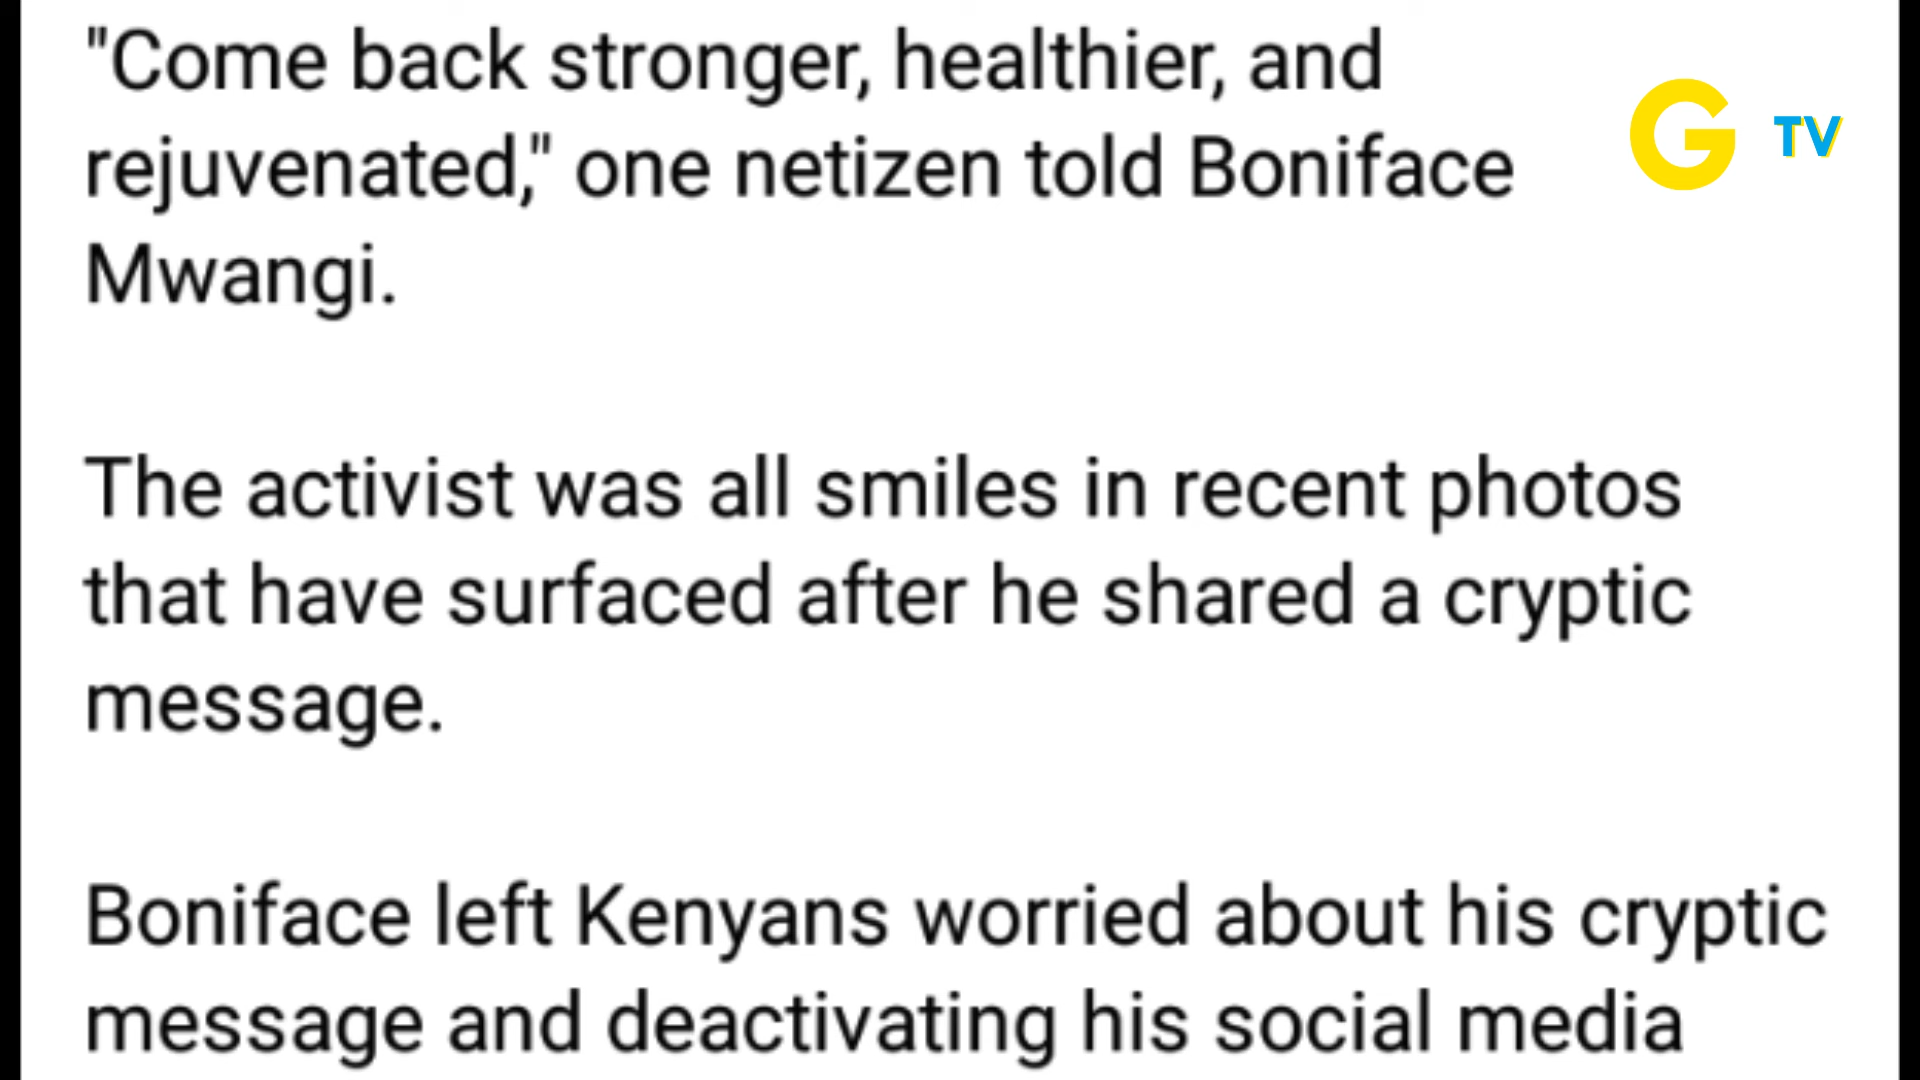 "Come back stronger, healthier, and
rejuvenated," one netizen told Boniface
Mwangi.
G TV
The activist was all smiles in recent photos
that have surfaced after he shared a cryptic
message.
Boniface left Kenyans worried about his cryptic
message and deactivating his social media